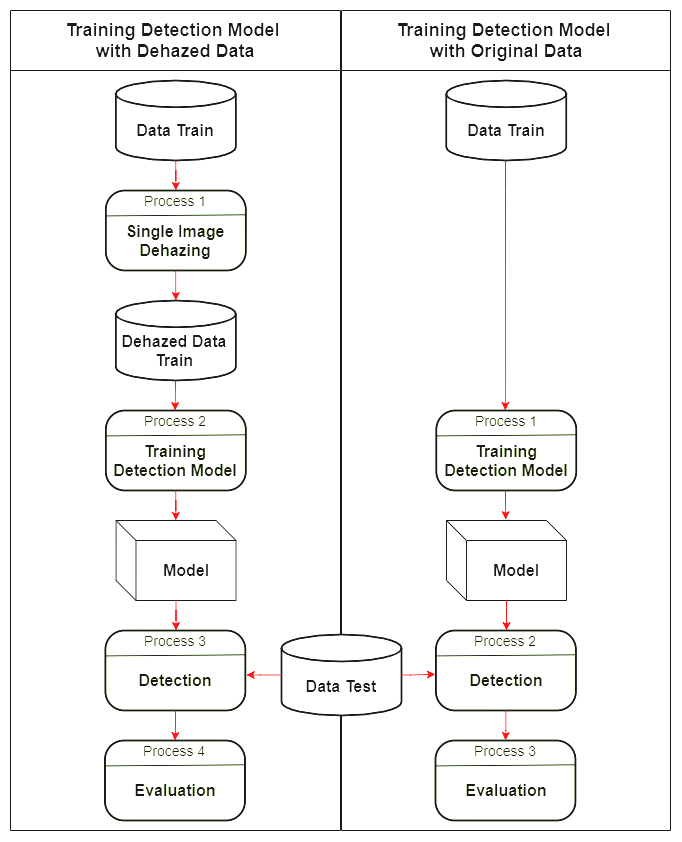 Training Detection Model
with Dehazed Data
Data Train
Process 1
Single Image
Dehazing
Dehazed Data
Train
Process 2
Training
Detection Model
Model
Process 3
Detection
Process 4
Evaluation
Data Test
Training Detection Model
with Original Data
Data Train
Process 1
Training
Detection Model
Model
Process 2
Detection
Process 3
Evaluation